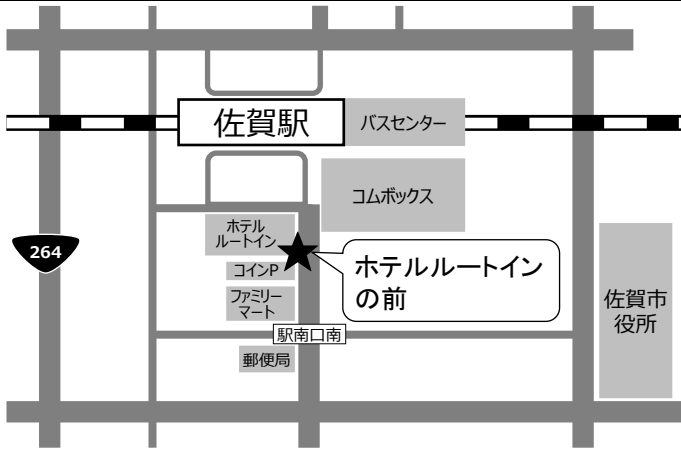 佐賀駅
バスセンター
コムボックス
ホテル
ルートイン
264
コインP
ホテルルートイン
の前
ファミリー
マート
佐賀市
役所
駅南口南
郵便局